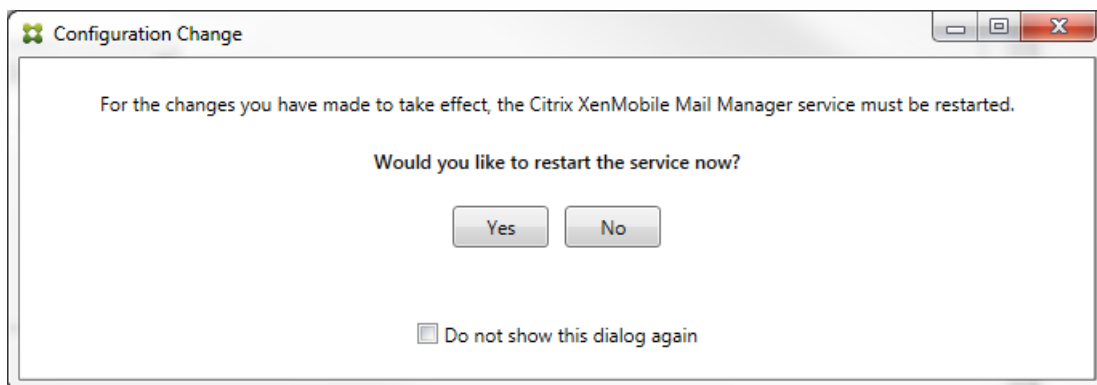 Configuration Change
For the changes you have made to take effect, the Citrix XenMobile Mail Manager service must be restarted.
Would you like to restart the service now?
Yes No
Do not show this dialog again